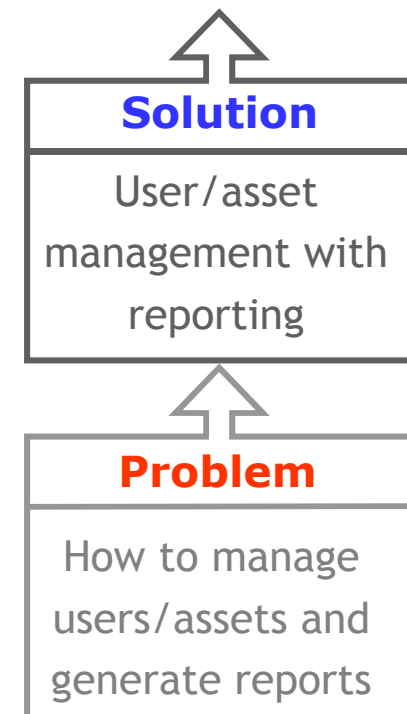 Solution
User/asset
management with
reporting
Problem
How to manage
users/assets and
generate reports